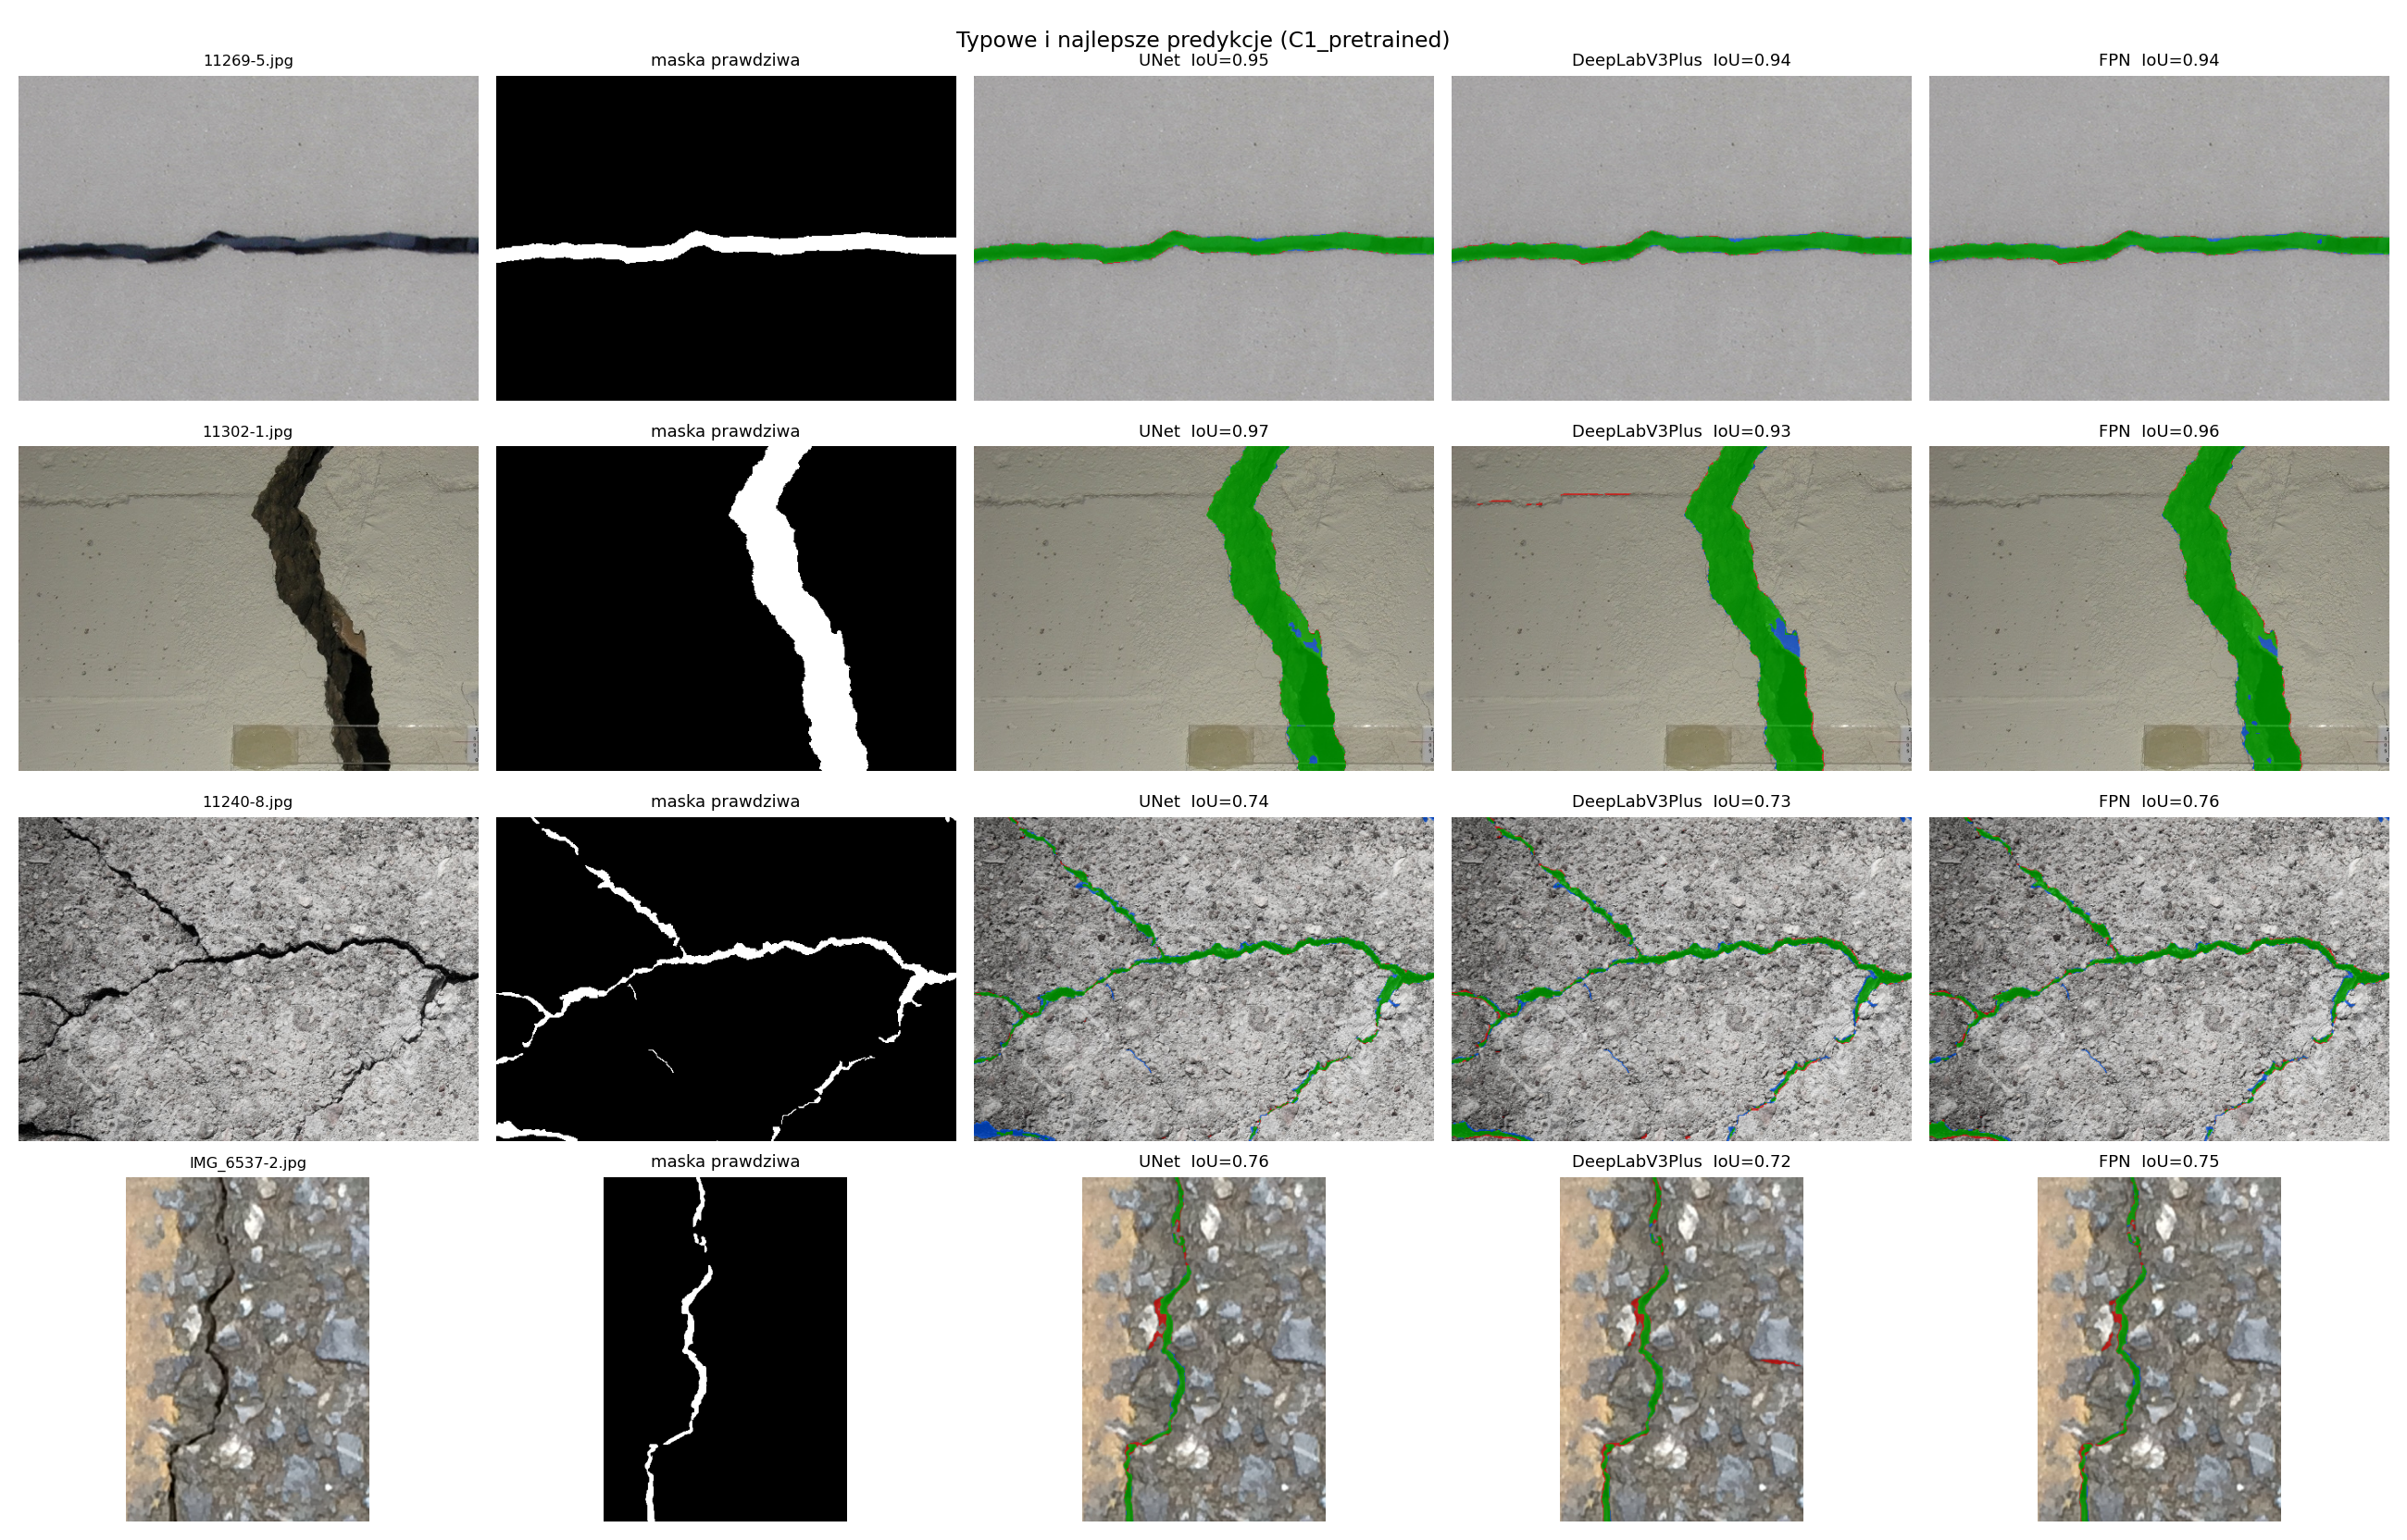 Typowe i najlepsze predykcje (C1_pretrained)
11269-5.jpg
maska prawdziwa
UNet IoU=0.95
DeepLabV3Plus IoU=0.94
FPN IoU=0.94
11302-1.jpg
maska prawdziwa
UNet IoU=0.97
DeepLabV3Plus IoU=0.93
FPN IoU=0.96
11240-8.jpg
maska prawdziwa
UNet IoU=0.74
DeepLabV3Plus IoU=0.73
FPN IoU=0.76
IMG_6537-2.jpg
maska prawdziwa
UNet IoU=0.76
DeepLabV3Plus IoU=0.72
FPN IoU=0.75